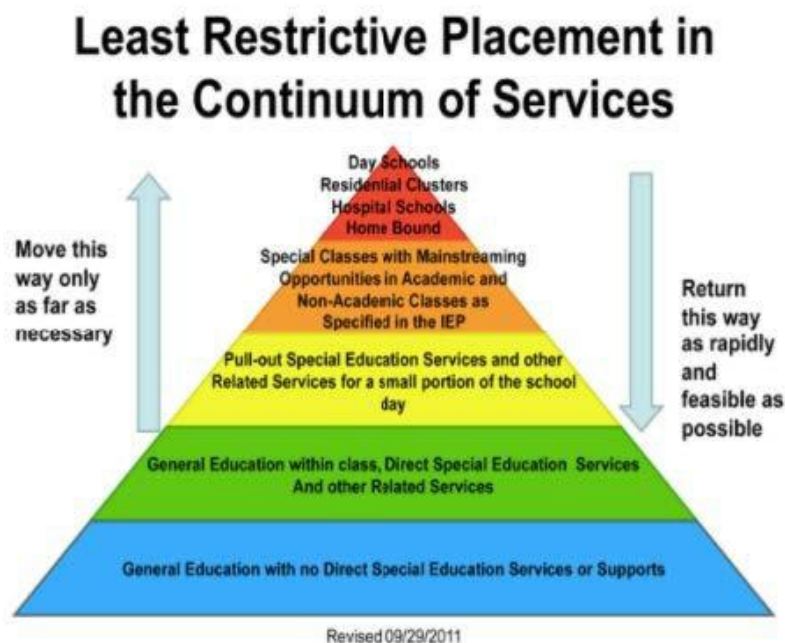 Least Restrictive Placement in
the Continuum of Services
Day Schools
Residential Clusters
Hospital Schools
Home Bound
Move this
way only
as far as
necessary
Special Classes with Mainstreaming
Opportunities in Academic and
Non-Academic Classes as
Specified in the IEP
Return
this way
as rapidly
and
feasible as
possible
Pull-out Special Education Services and other
Related Services for a small portion of the school
day
General Education within class, Direct Special Education Services
And other Related Services
General Education with no Direct Special Education Services or Supports
Revised 09/29/2011